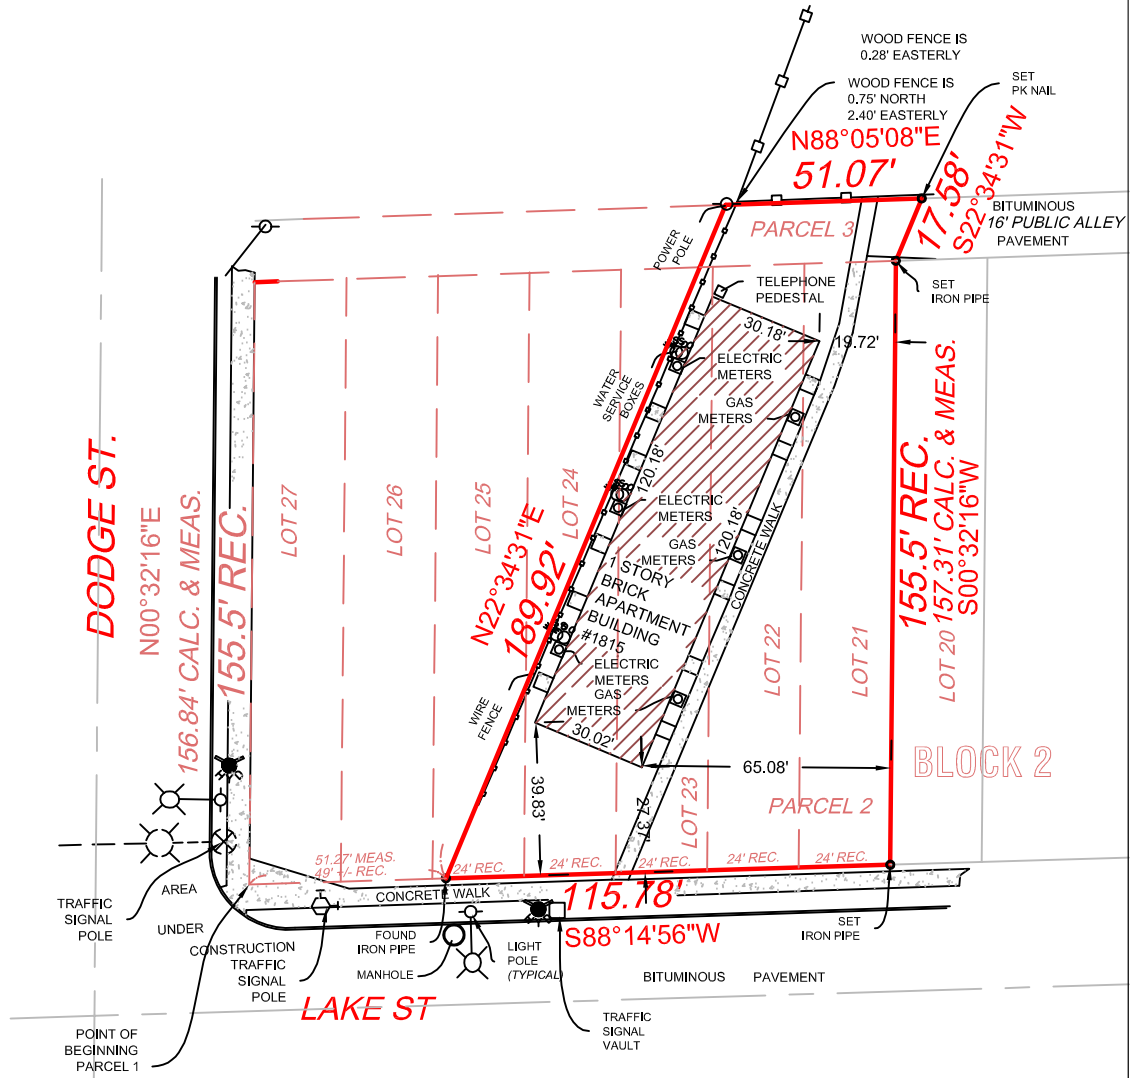 WOOD FENCE IS
0.28' EASTERLY
WOOD FENCE IS
0.75' NORTH
2.40' EASTERLY
SET
PK NAIL
N88°05'08"E
51.07'
17.58'
S22°34'31"W
BITUMINOUS
16' PUBLIC ALLEY
PAVEMENT
PARCEL 3
POWER
POLE
TELEPHONE
PEDESTAL
SET
IRON PIPE
30.18'
19.72'
ELECTRIC
METERS
GAS
METERS
WATER
SERVICE
BOXES
120.18'
DODGE ST.
N00°32'16"E
156.84' CALC. & MEAS.
155.5' REC.
LOT 27
LOT 26
LOT 25
LOT 24
N22°34'31"E
189.92'
ELECTRIC
METERS
GAS
METERS
120.18'
CONCRETE WALK
1 STORY
BRICK
APARTMENT
BUILDING
#1815
ELECTRIC
METERS
GAS
METERS
LOT 22
LOT 21
155.5' REC.
157.31' CALC. & MEAS.
S00°32'16"W
LOT 20
WIRE
FENCE
30.02'
39.83'
65.08'
27.37'
LOT 23
BLOCK 2
PARCEL 2
51.27' MEAS.
49' +/- REC.
24' REC.
24' REC.
24' REC.
24' REC.
24' REC.
CONCRETE WALK
115.78'
S88°14'56"W
TRAFFIC
SIGNAL
POLE
AREA
UNDER
CONSTRUCTION
TRAFFIC
SIGNAL
POLE
FOUND
IRON PIPE
MANHOLE
LIGHT
POLE
(TYPICAL)
SET
IRON PIPE
BITUMINOUS PAVEMENT
LAKE ST
TRAFFIC
SIGNAL
VAULT
POINT OF
BEGINNING
PARCEL 1